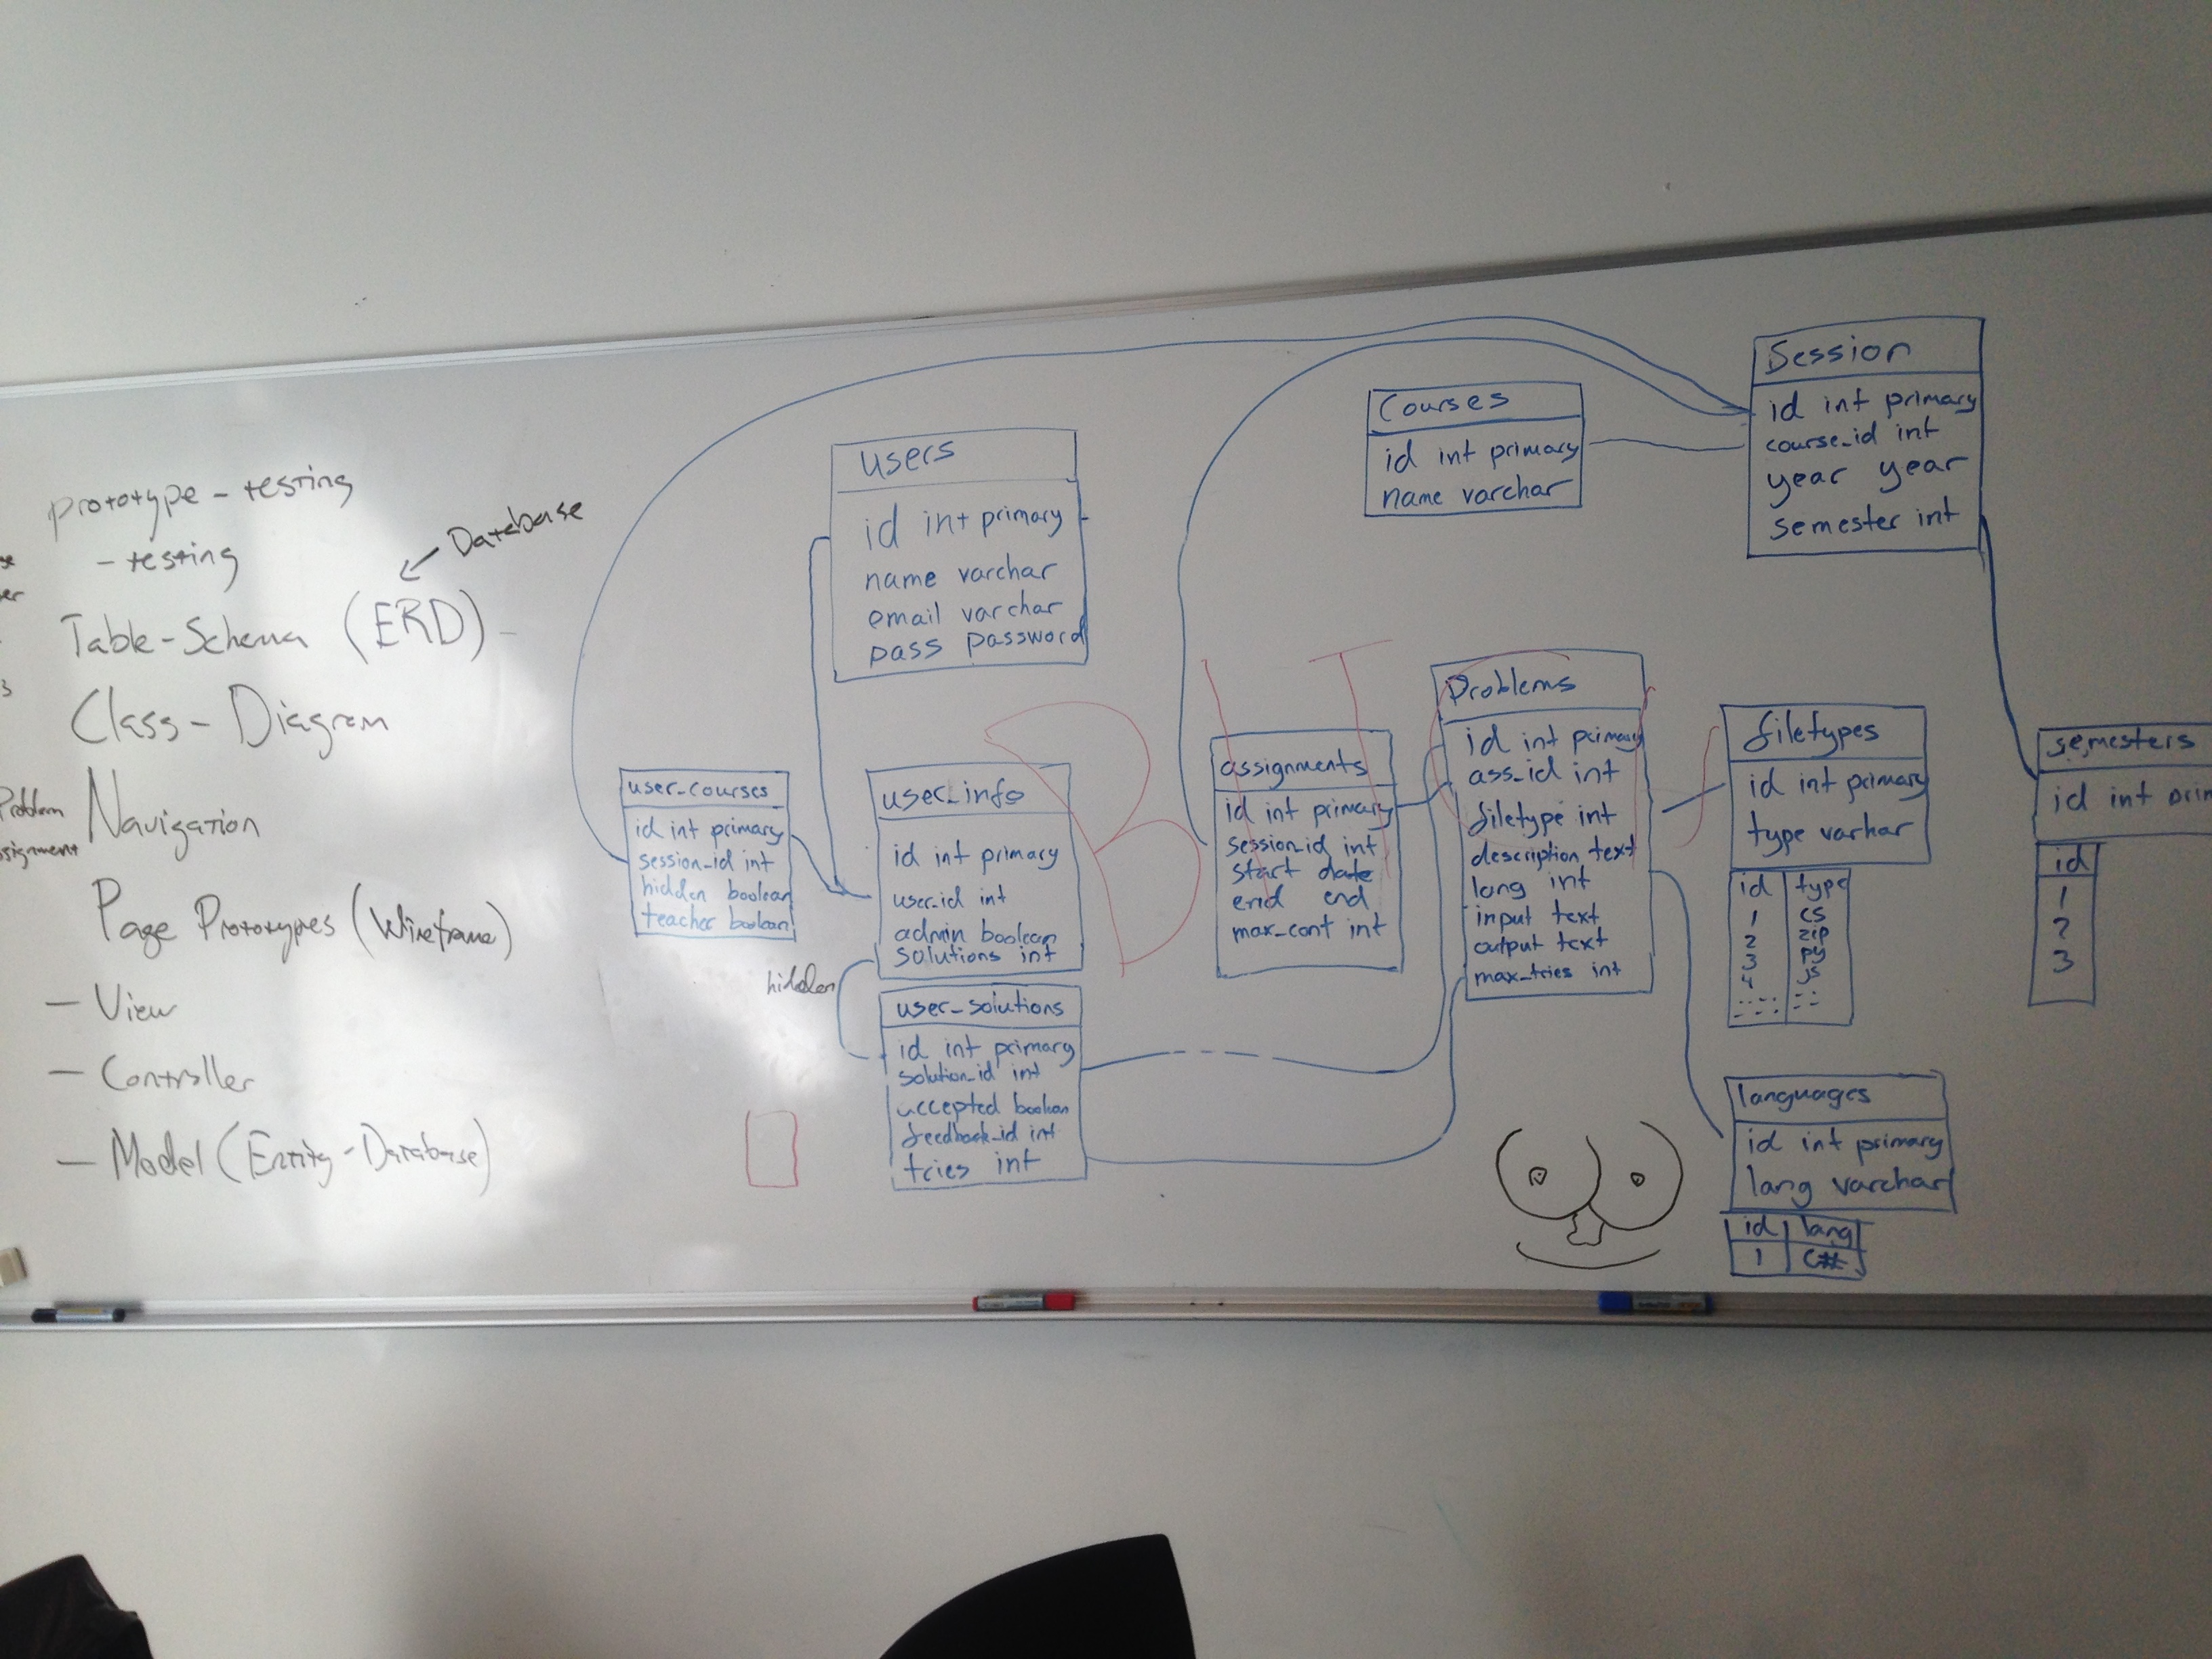 prototype - testing
- testing
Database
Table-Schema (ERD)
Class - Diagram
Navigation
Page Prototypes (Wireframe)
- View
- Controller
- Model (Entity-Database)
Problem
users
id int primary
name varchar
email varchar
pass password
Courses
id int primary
name varchar
Session
id int primary
course_id int
year year
semester int
user-courses
id int primary
session_id int
hidden boolean
teacher boolean
user_info
id int primary
user_id int
admin boolean
solutions int
hidden
user-solutions
id int primary
solution_id int
accepted boolean
feedback_id int
tries int
assignments
id int primary
session_id int
start date
end end
max_cont int
Problems
id int primary
ass_id int
filetype int
description text
lang int
input text
output text
max_tries int
filetypes
id int primary
type varhar
id type
1 cs
2 zip
3 py
4 js
languages
id int primary
lang varchar
id lang
1 C#
semesters
id int prim
id
1
2
3